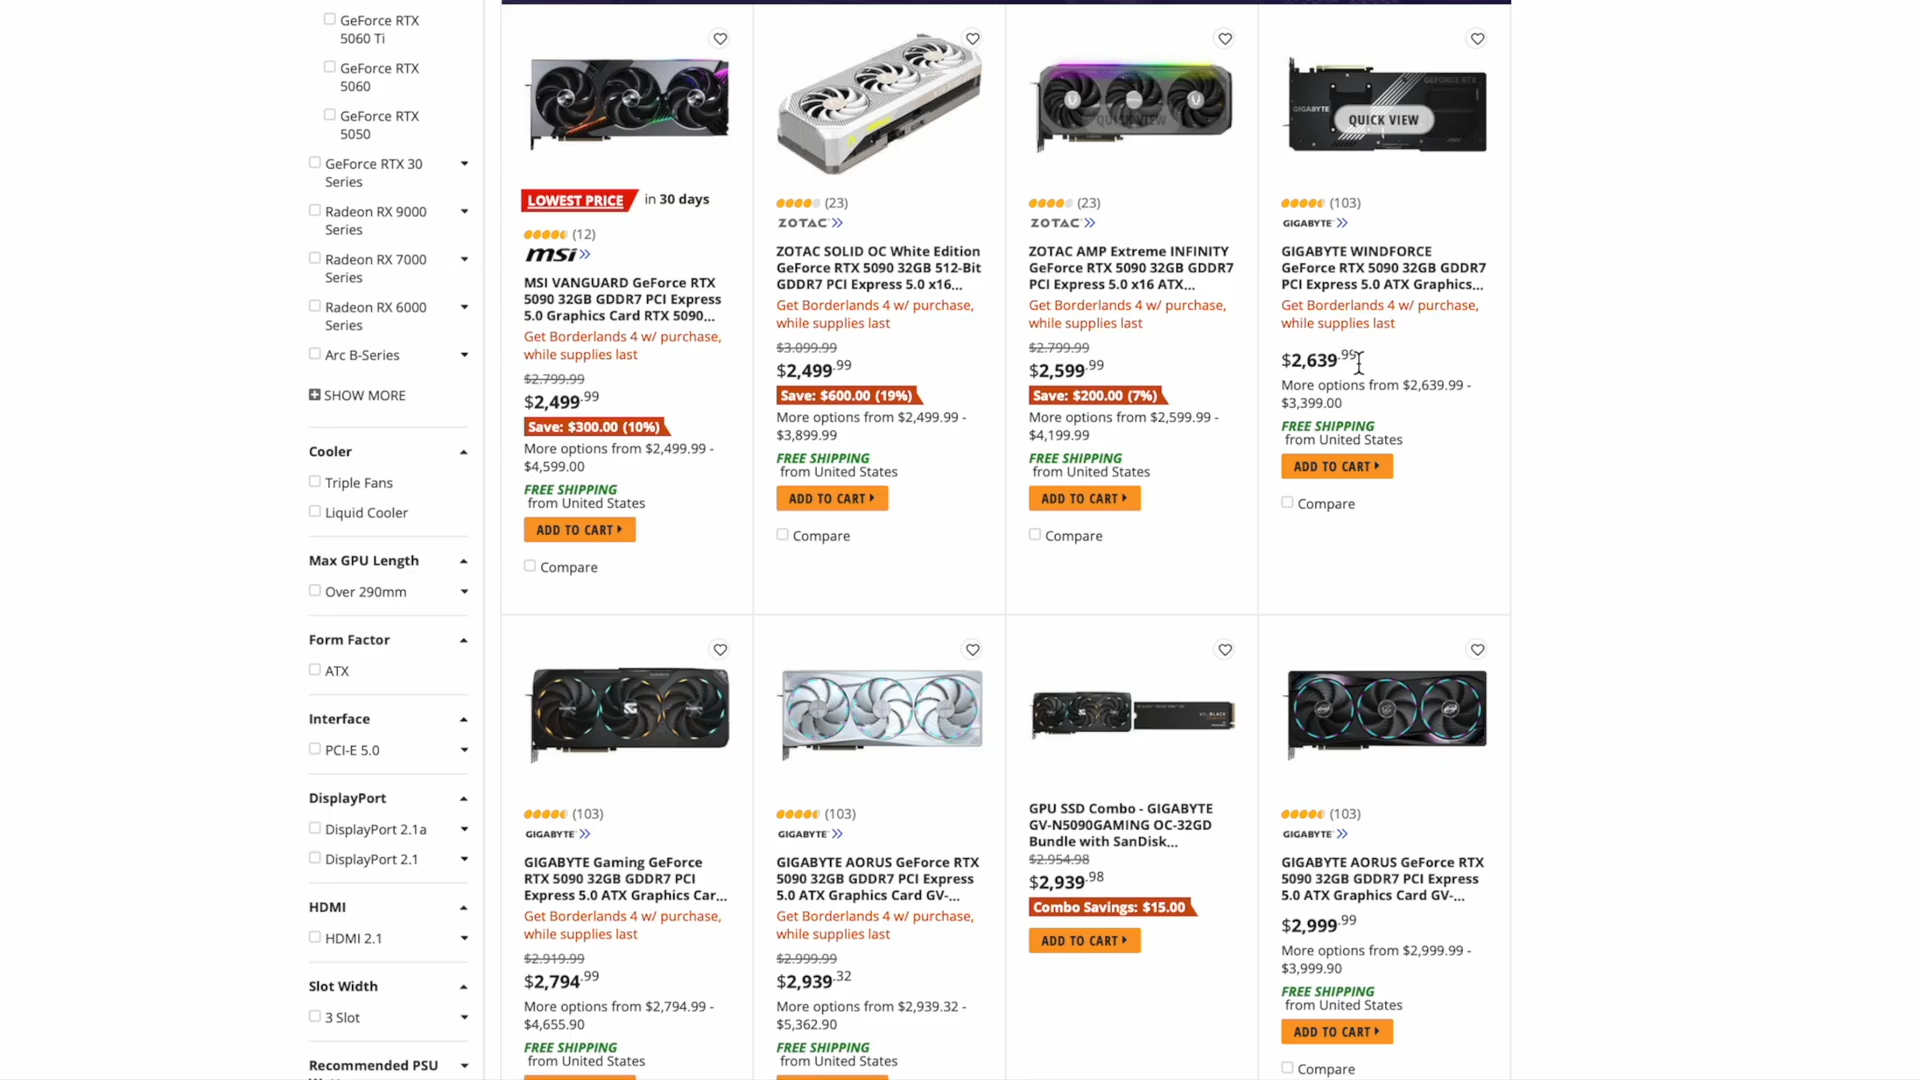 GeForce RTX
5060 Ti
GeForce RTX
5060
GeForce RTX
5050
GeForce RTX 30
Series
Radeon RX 9000
Series
Radeon RX 7000
Series
Radeon RX 6000
Series
Arc B-Series
SHOW MORE
Cooler
Triple Fans
Liquid Cooler
Max GPU Length
Over 290mm
Form Factor
ATX
Interface
PCI-E 5.0
DisplayPort
DisplayPort 2.1a
DisplayPort 2.1
HDMI
HDMI 2.1
Slot Width
3 Slot
Recommended PSU
LOWEST PRICE in 30 days
(12)
msi
MSI VANGUARD GeForce RTX
5090 32GB GDDR7 PCI Express
5.0 Graphics Card RTX 5090...
Get Borderlands 4 w/ purchase,
while supplies last
$2,799.99
$2,499.99
Save: $300.00 (10%)
More options from $2,499.99 -
$4,599.00
FREE SHIPPING
from United States
ADD TO CART
Compare
(23)
ZOTAC
ZOTAC SOLID OC White Edition
GeForce RTX 5090 32GB 512-Bit
GDDR7 PCI Express 5.0 x16...
Get Borderlands 4 w/ purchase,
while supplies last
$3,099.99
$2,499.99
Save: $600.00 (19%)
More options from $2,499.99 -
$3,899.99
FREE SHIPPING
from United States
ADD TO CART
Compare
QUICK VIEW
(23)
ZOTAC
ZOTAC AMP Extreme INFINITY
GeForce RTX 5090 32GB GDDR7
PCI Express 5.0 x16 ATX...
Get Borderlands 4 w/ purchase,
while supplies last
$2,799.99
$2,599.99
Save: $200.00 (7%)
More options from $2,599.99 -
$4,199.99
FREE SHIPPING
from United States
ADD TO CART
Compare
GEFORCE RTX
GIGABYTE
QUICK VIEW
(103)
GIGABYTE
GIGABYTE WINDFORCE
GeForce RTX 5090 32GB GDDR7
PCI Express 5.0 ATX Graphics...
Get Borderlands 4 w/ purchase,
while supplies last
$2,639.99
More options from $2,639.99 -
$3,399.00
FREE SHIPPING
from United States
ADD TO CART
Compare
(103)
GIGABYTE
GIGABYTE Gaming GeForce
RTX 5090 32GB GDDR7 PCI
Express 5.0 ATX Graphics Car...
Get Borderlands 4 w/ purchase,
while supplies last
$2,919.99
$2,794.99
More options from $2,794.99 -
$4,655.90
FREE SHIPPING
from United States
(103)
GIGABYTE
GIGABYTE AORUS GeForce RTX
5090 32GB GDDR7 PCI Express
5.0 ATX Graphics Card GV-...
Get Borderlands 4 w/ purchase,
while supplies last
$2,999.99
$2,939.32
More options from $2,939.32 -
$5,362.90
FREE SHIPPING
from United States
GPU SSD Combo - GIGABYTE
GV-N5090GAMING OC-32GD
Bundle with SanDisk...
$2,954.98
$2,939.98
Combo Savings: $15.00
ADD TO CART
(103)
GIGABYTE
GIGABYTE AORUS GeForce RTX
5090 32GB GDDR7 PCI Express
5.0 ATX Graphics Card GV-...
$2,999.99
More options from $2,999.99 -
$3,999.90
FREE SHIPPING
from United States
ADD TO CART
Compare